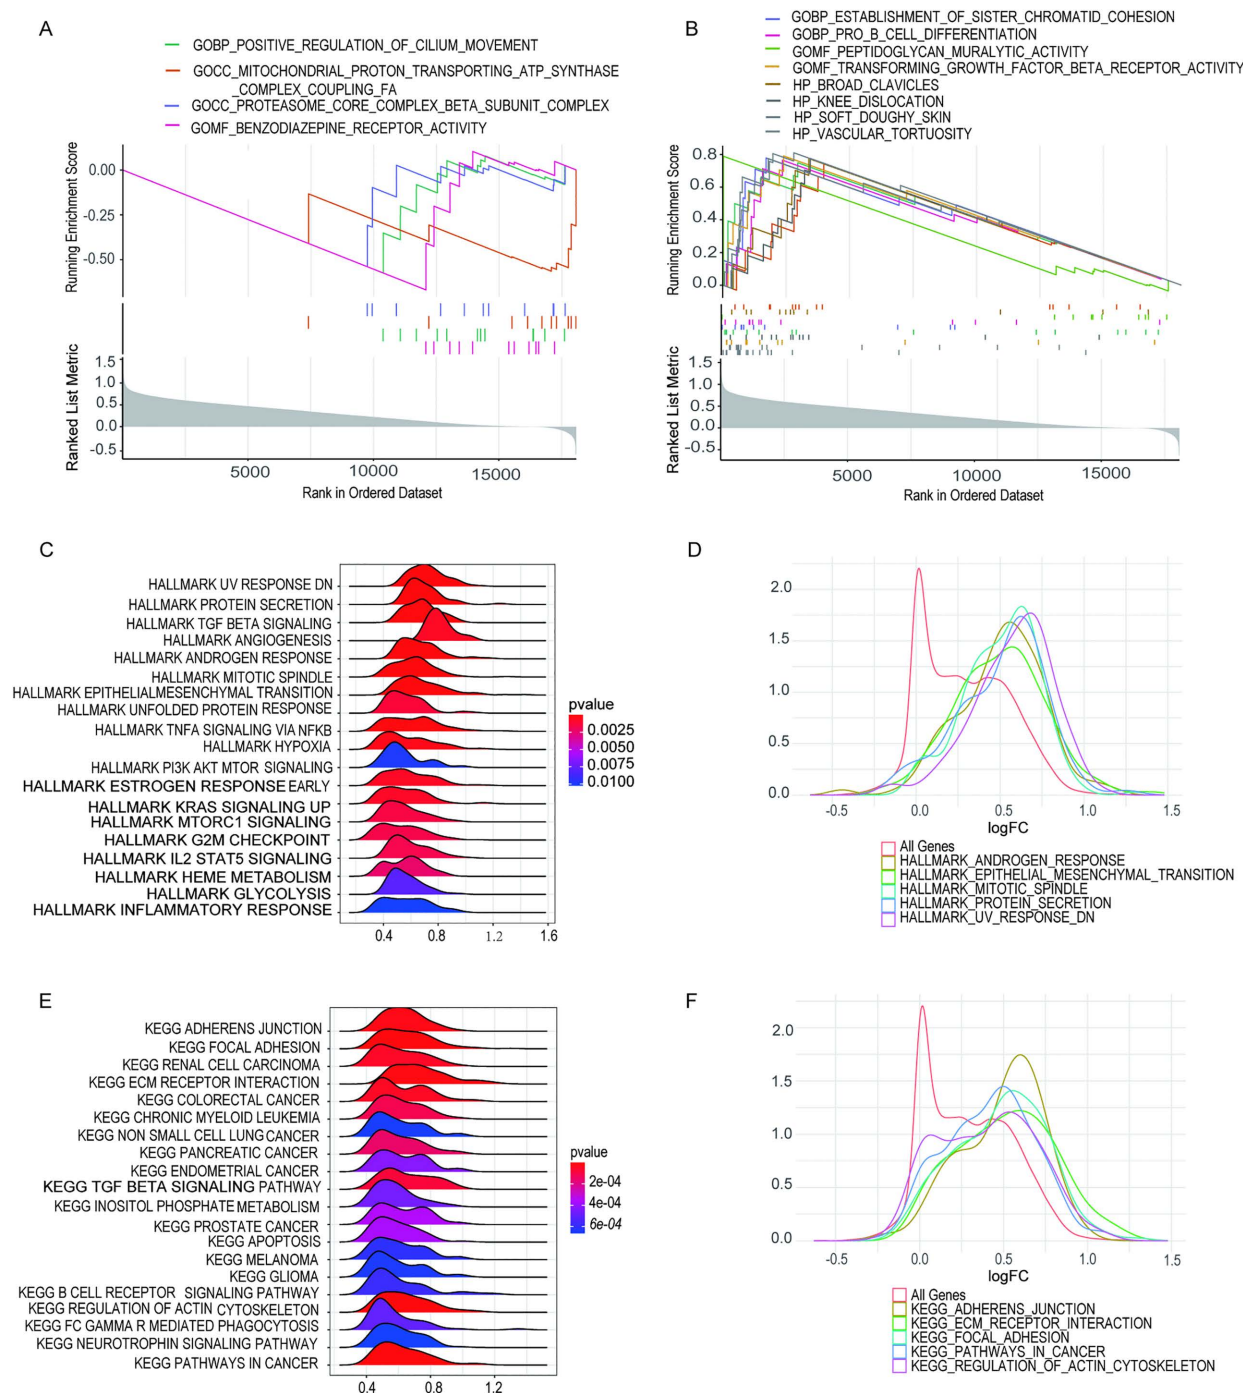 A
GOBP_POSITIVE_REGULATION_OF_CILIUM_MOVEMENT
GOCC_MITOCHONDRIAL_PROTON_TRANSPORTING_ATP_SYNTHASE
_COMPLEX_COUPLING_FA
GOCC_PROTEASOME_CORE_COMPLEX_BETA_SUBUNIT_COMPLEX
GOMF_BENZODIAZEPINE_RECEPTOR_ACTIVITY
Running Enrichment Score
0.00
-0.25
-0.50
Ranked List Metric
1.5
1.0
0.0
-0.5
5000
10000
15000
Rank in Ordered Dataset
B
GOBP_ESTABLISHMENT_OF_SISTER_CHROMATID_COHESION
GOBP_PRO_B_CELL_DIFFERENTIATION
GOMF_PEPTIDOGLYCAN_MURALYTIC_ACTIVITY
GOMF_TRANSFORMING_GROWTH_FACTOR_BETA_RECEPTOR_ACTIVITY
HP_BROAD_CLAVICLES
HP_KNEE_DISLOCATION
HP_SOFT_DOUGHY_SKIN
HP_VASCULAR_TORTUOSITY
Running Enrichment Score
0.8
0.6
0.4
0.2
0.0
Ranked List Metric
1.5
1.0
0.0
-0.5
5000
10000
15000
Rank in Ordered Dataset
C
HALLMARK UV RESPONSE DN
HALLMARK PROTEIN SECRETION
HALLMARK TGF BETA SIGNALING
HALLMARK ANGIOGENESIS
HALLMARK ANDROGEN RESPONSE
HALLMARK MITOTIC SPINDLE
HALLMARK EPITHELIALMESENCHYMAL TRANSITION
HALLMARK UNFOLDED PROTEIN RESPONSE
HALLMARK TNFA SIGNALING VIA NFKB
HALLMARK HYPOXIA
HALLMARK PI3K AKT MTOR SIGNALING
HALLMARK ESTROGEN RESPONSE EARLY
HALLMARK KRAS SIGNALING UP
HALLMARK MTORC1 SIGNALING
HALLMARK G2M CHECKPOINT
HALLMARK IL2 STAT5 SIGNALING
HALLMARK HEME METABOLISM
HALLMARK GLYCOLYSIS
HALLMARK INFLAMMATORY RESPONSE
0.4
0.8
1.2
1.6
pvalue
0.0025
0.0050
0.0075
0.0100
D
2.0
1.5
1.0
0.5
0.0
-0.5
0.0
0.5
1.0
1.5
logFC
All Genes
HALLMARK_ANDROGEN_RESPONSE
HALLMARK_EPITHELIAL_MESENCHYMAL_TRANSITION
HALLMARK_MITOTIC_SPINDLE
HALLMARK_PROTEIN_SECRETION
HALLMARK_UV_RESPONSE_DN
E
KEGG ADHERENS JUNCTION
KEGG FOCAL ADHESION
KEGG RENAL CELL CARCINOMA
KEGG ECM RECEPTOR INTERACTION
KEGG COLORECTAL CANCER
KEGG CHRONIC MYELOID LEUKEMIA
KEGG NON SMALL CELL LUNG CANCER
KEGG PANCREATIC CANCER
KEGG ENDOMETRIAL CANCER
KEGG TGF BETA SIGNALING PATHWAY
KEGG INOSITOL PHOSPHATE METABOLISM
KEGG PROSTATE CANCER
KEGG APOPTOSIS
KEGG MELANOMA
KEGG GLIOMA
KEGG B CELL RECEPTOR SIGNALING PATHWAY
KEGG REGULATION OF ACTIN CYTOSKELETON
KEGG FC GAMMA R MEDIATED PHAGOCYTOSIS
KEGG NEUROTROPHIN SIGNALING PATHWAY
KEGG PATHWAYS IN CANCER
0.4
0.8
1.2
pvalue
2e-04
4e-04
6e-04
F
2.0
1.5
1.0
0.5
0.0
-0.5
0.0
0.5
1.0
1.5
logFC
All Genes
KEGG_ADHERENS_JUNCTION
KEGG_ECM_RECEPTOR_INTERACTION
KEGG_FOCAL_ADHESION
KEGG_PATHWAYS_IN_CANCER
KEGG_REGULATION_OF_ACTIN_CYTOSKELETON